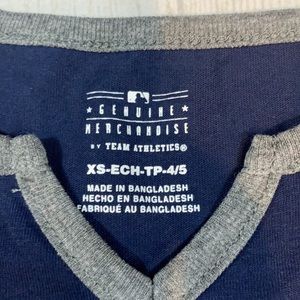 GENUINE
MERCHANDISE
BY TEAM ATHLETICS®
XS-ECH-TP-4/5
MADE IN BANGLADESH
HECHO EN BANGLADESH
FABRIQUÉ AU BANGLADESH